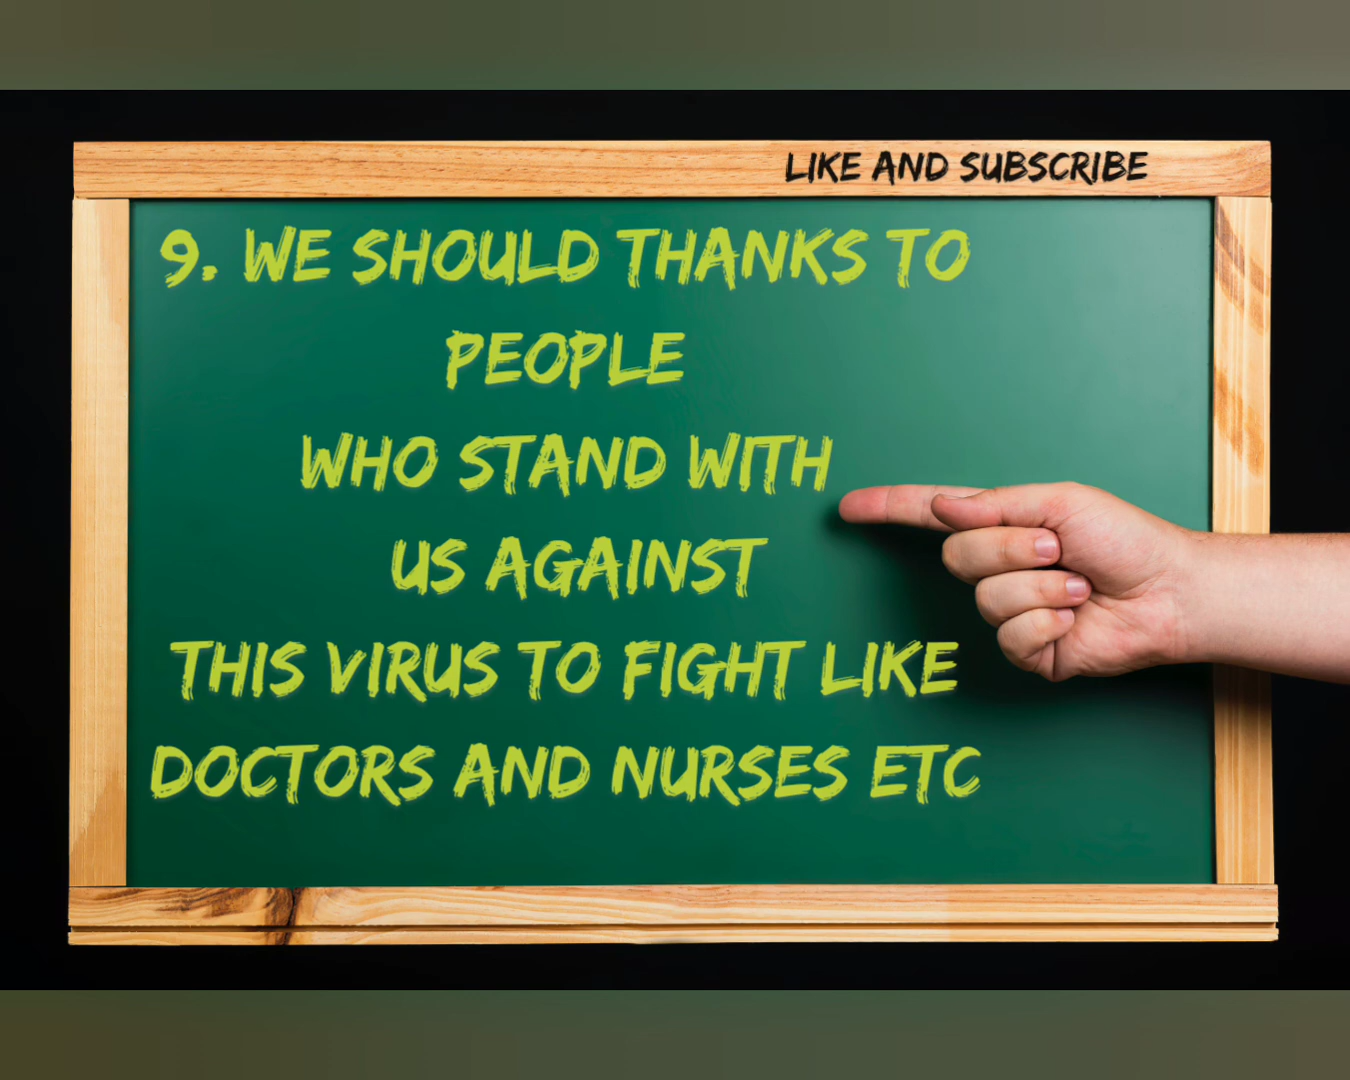 LIKE AND SUBSCRIBE
9. WE SHOULD THANKS TO
PEOPLE
WHO STAND WITH
US AGAINST
THIS VIRUS TO FIGHT LIKE
DOCTORS AND NURSES ETC